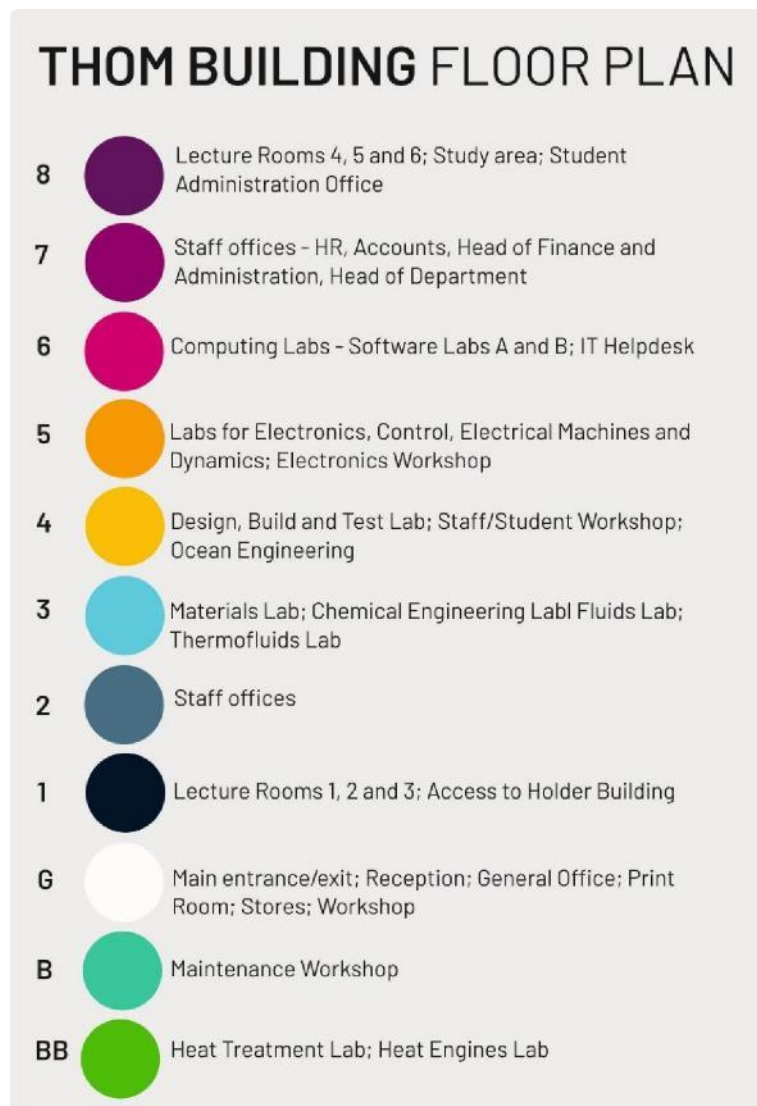 THOM BUILDING FLOOR PLAN
8
Lecture Rooms 4, 5 and 6; Study area; Student
Administration Office
7
Staff offices - HR, Accounts, Head of Finance and
Administration, Head of Department
6
Computing Labs - Software Labs A and B; IT Helpdesk
5
Labs for Electronics, Control, Electrical Machines and
Dynamics; Electronics Workshop
4
Design, Build and Test Lab; Staff/Student Workshop;
Ocean Engineering
3
Materials Lab; Chemical Engineering Labl Fluids Lab;
Thermofluids Lab
2
Staff offices
1
Lecture Rooms 1, 2 and 3; Access to Holder Building
G
Main entrance/exit; Reception; General Office; Print
Room; Stores; Workshop
B
Maintenance Workshop
BB
Heat Treatment Lab; Heat Engines Lab